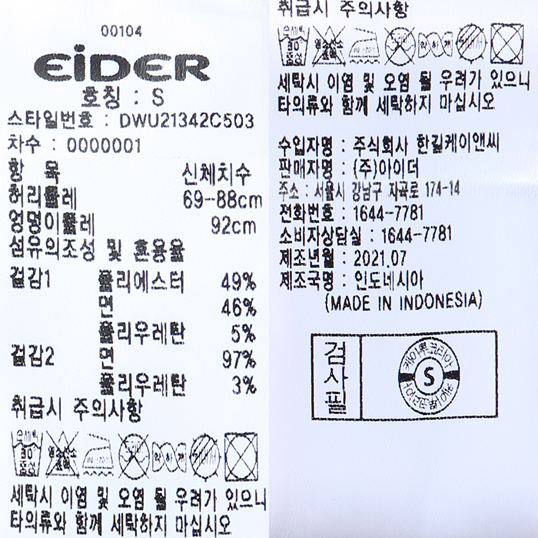 00104
EiDER
호칭 : S
스타일번호 : DWU21342C503
차수 : 0000001
항 목 신체치수
허리둘레 69-88cm
엉덩이둘레 92cm
섬유의조성 및 혼용율
겉감1 폴리에스터 49%
면 46%
폴리우레탄 5%
겉감2 면 97%
폴리우레탄 3%
취급시 주의사항
30
중성
세탁시 이염 및 오염 될 우려가 있으니
타의류와 함께 세탁하지 마십시오
취급시 주의사항
30
중성
세탁시 이염 및 오염 될 우려가 있으니
타의류와 함께 세탁하지 마십시오
수입자명 : 주식회사 한길케이앤씨
판매자명 : (주)아이더
주소 : 서울시 강남구 자곡로 174-14
전화번호 : 1644-7781
소비자상담실 : 1644-7781
제조년월 : 2021.07
제조국명 : 인도네시아
(MADE IN INDONESIA)
검사필
S